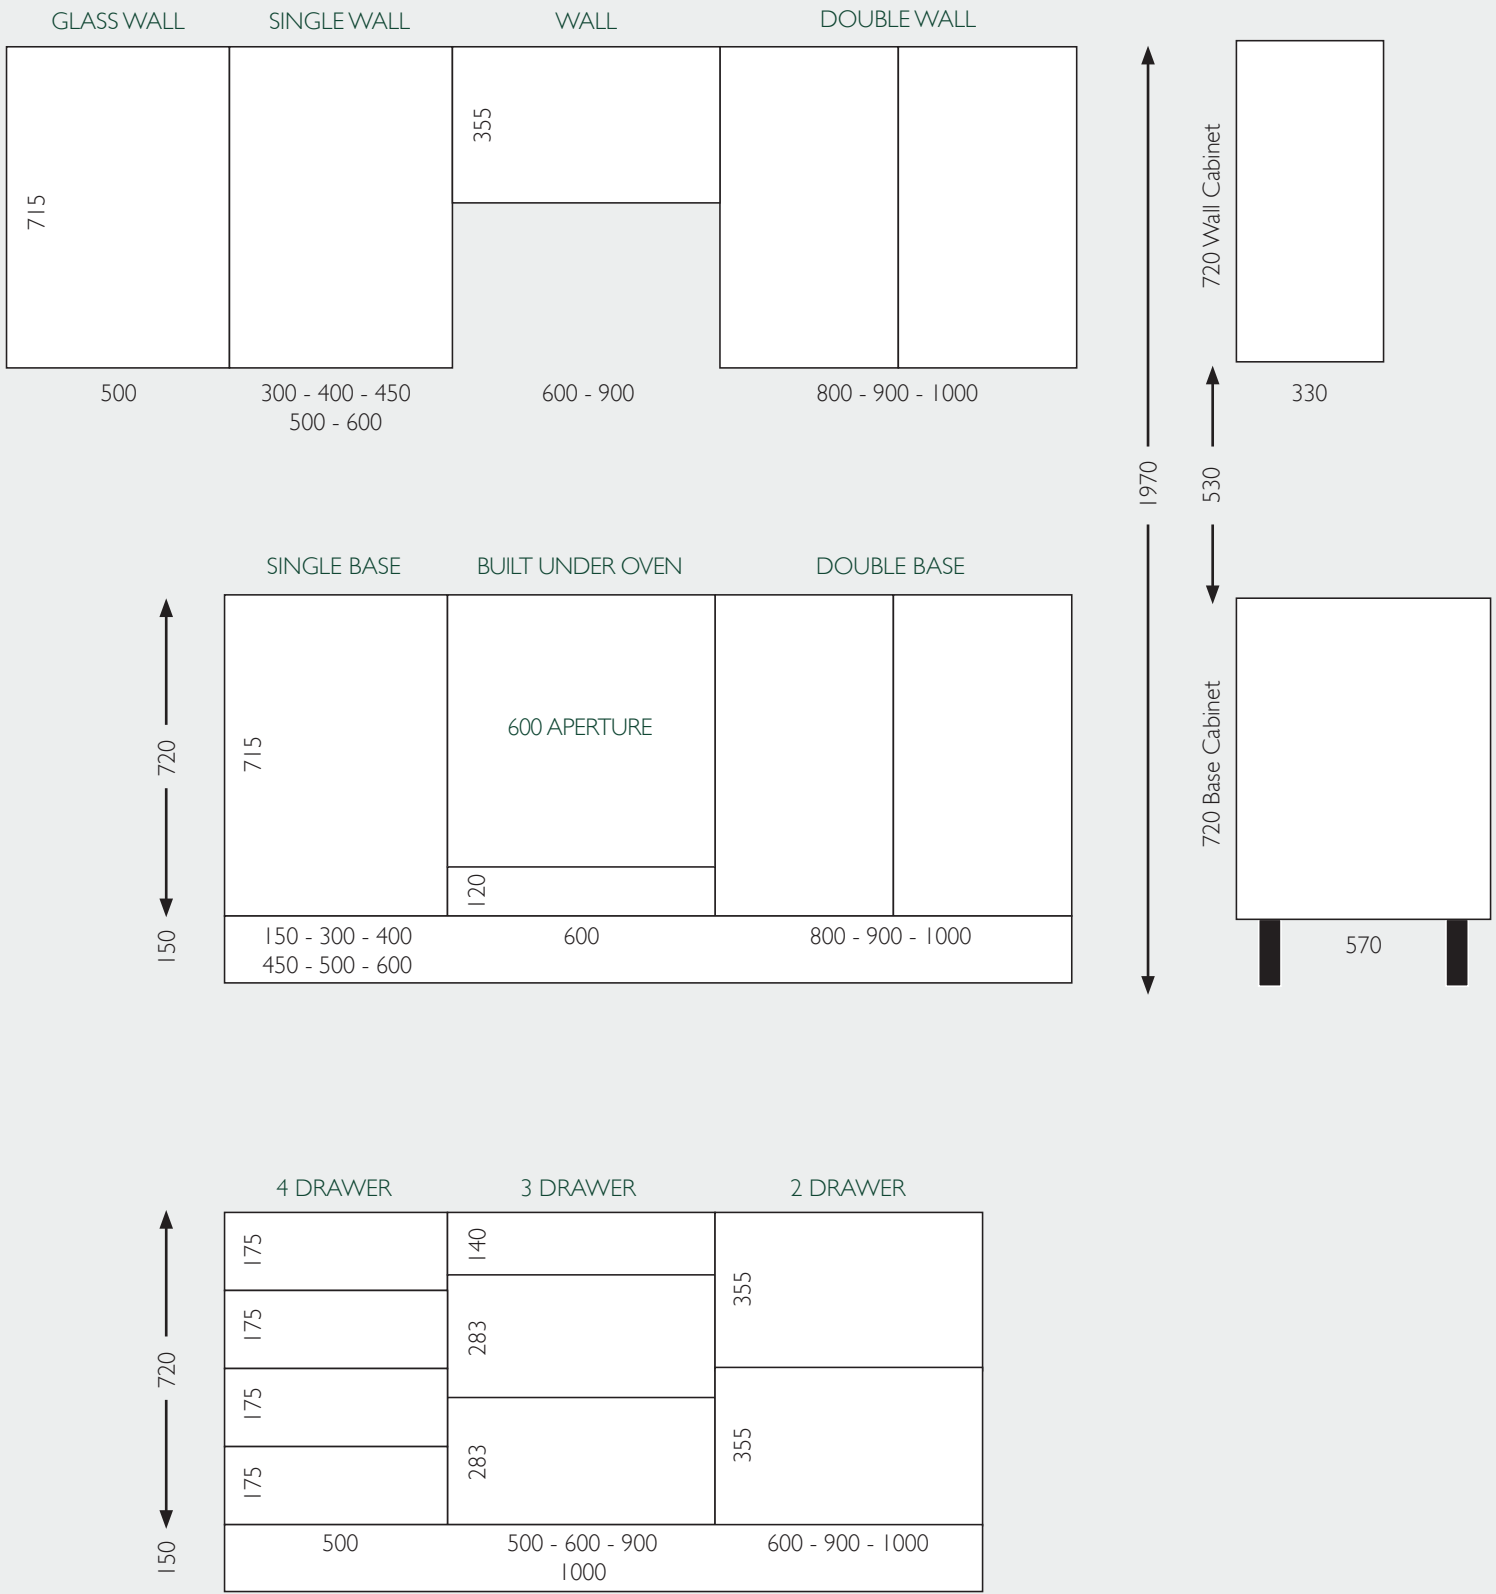 GLASS WALL
SINGLE WALL
WALL
DOUBLE WALL
715
355
720 Wall Cabinet
500
300 - 400 - 450
500 - 600
600 - 900
800 - 900 - 1000
330
1970
530
SINGLE BASE
BUILT UNDER OVEN
DOUBLE BASE
720
715
600 APERTURE
120
720 Base Cabinet
150
150 - 300 - 400
450 - 500 - 600
600
800 - 900 - 1000
570
4 DRAWER
3 DRAWER
2 DRAWER
720
175
175
175
175
140
283
283
355
355
150
500
500 - 600 - 900
1000
600 - 900 - 1000